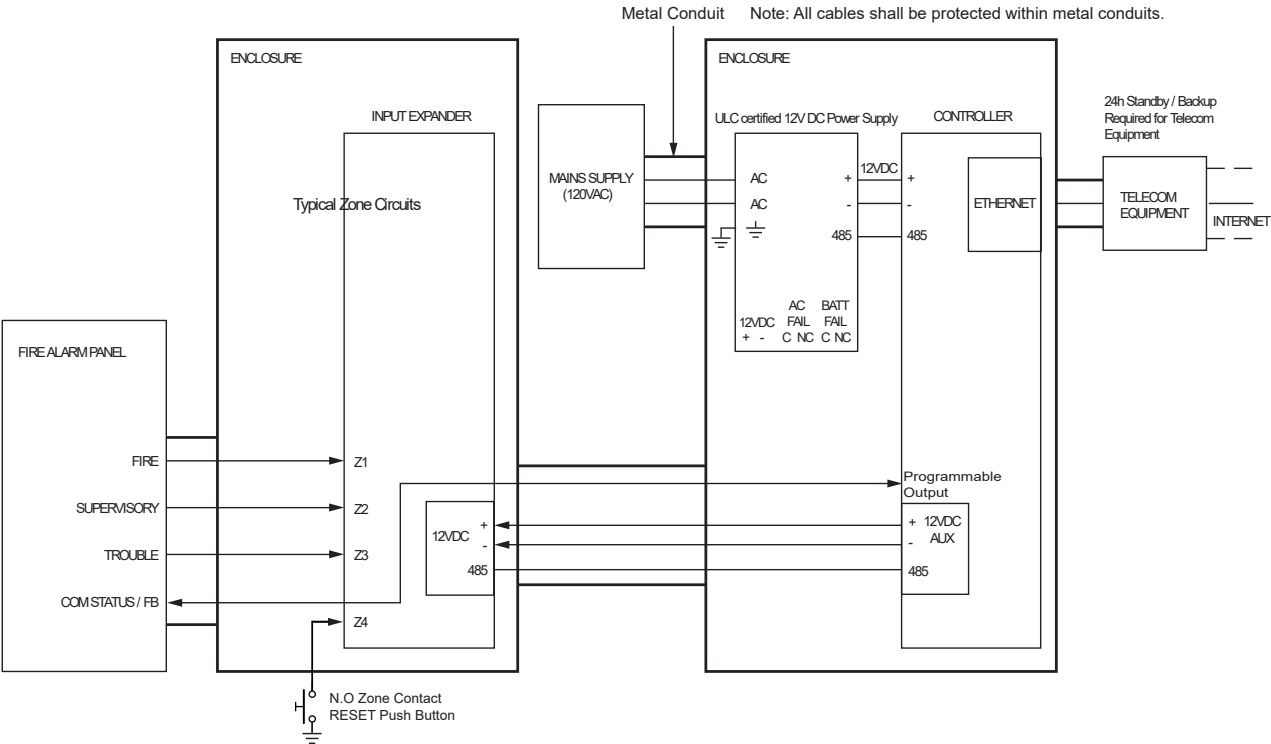 Metal Conduit
Note: All cables shall be protected within metal conduits.
ENCLOSURE
ENCLOSURE
INPUT EXPANDER
Typical Zone Circuits
MAINS SUPPLY
(120VAC)
ULC certified 12V DC Power Supply
CONTROLLER
24h Standby / Backup
Required for Telecom
Equipment
AC
AC
+
-
485
12VDC
+
-
485
ETHERNET
TELECOM
EQUIPMENT
INTERNET
12VDC
+ -
AC
FAIL
C NC
BATT
FAIL
C NC
FIRE ALARM PANEL
FIRE
SUPERVISORY
TROUBLE
COM STATUS / FB
Z1
Z2
Z3
Z4
12VDC
+
-
485
Programmable
Output
+ 12VDC
- AUX
485
N.O Zone Contact
RESET Push Button